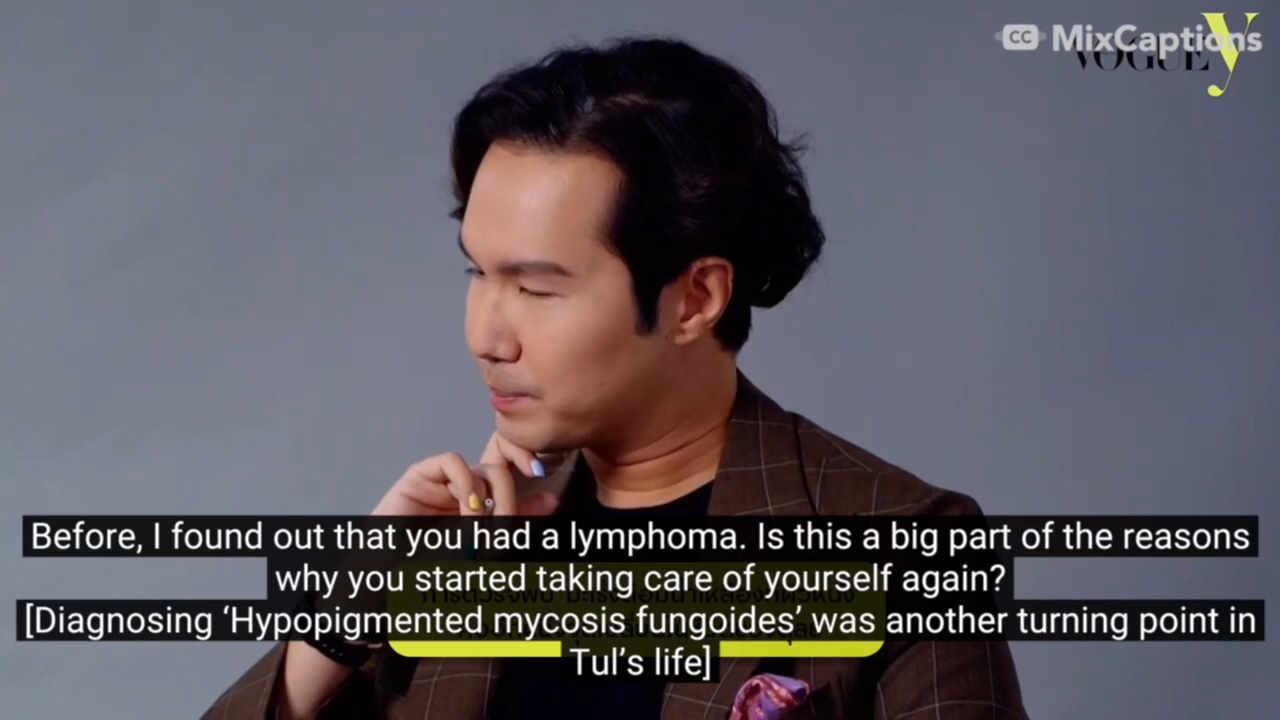 CC MixCaptions
VOGUE y
Before, I found out that you had a lymphoma. Is this a big part of the reasons
why you started taking care of yourself again?
[Diagnosing ‘Hypopigmented mycosis fungoides’ was another turning point in
Tul’s life]